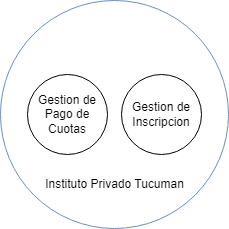 Gestion de
Pago de
Cuotas
Gestion de
Inscripcion
Instituto Privado Tucuman